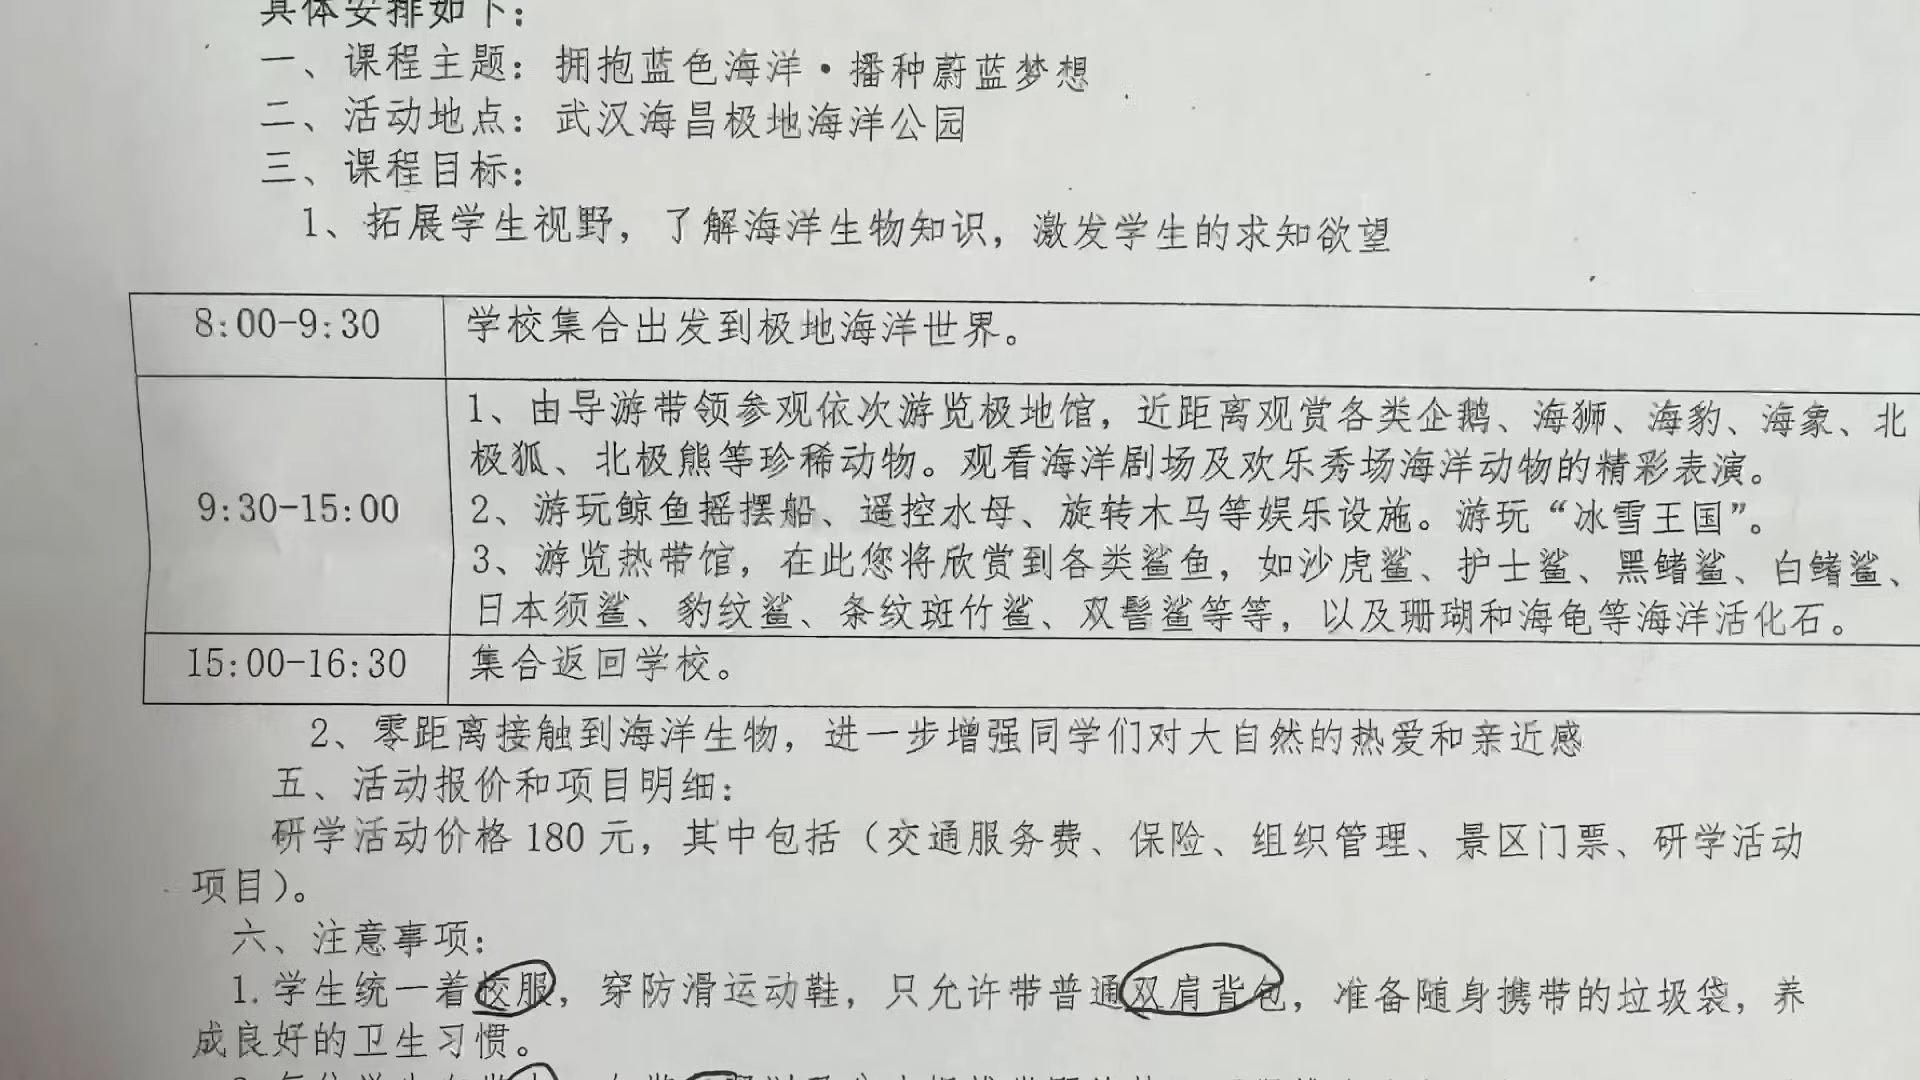 具体安排如下：
一、课程主题：拥抱蓝色海洋·播种蔚蓝梦想
二、活动地点：武汉海昌极地海洋公园
三、课程目标：
1、拓展学生视野，了解海洋生物知识，激发学生的求知欲望
8:00-9:30 学校集合出发到极地海洋世界。
9:30-15:00
1、由导游带领参观依次游览极地馆，近距离观赏各类企鹅、海狮、海豹、海象、北
极狐、北极熊等珍稀动物。观看海洋剧场及欢乐秀场海洋动物的精彩表演。
2、游玩鲸鱼摇摆船、遥控水母、旋转木马等娱乐设施。游玩“冰雪王国”。
3、游览热带馆，在此您将欣赏到各类鲨鱼，如沙虎鲨、护士鲨、黑鳍鲨、白鳍鲨、
日本须鲨、豹纹鲨、条纹斑竹鲨、双髻鲨等等，以及珊瑚和海龟等海洋活化石。
15:00-16:30 集合返回学校。
2、零距离接触到海洋生物，进一步增强同学们对大自然的热爱和亲近感
五、活动报价和项目明细：
研学活动价格 180 元，其中包括（交通服务费、保险、组织管理、景区门票、研学活动
项目）。
六、注意事项：
1.学生统一着校服，穿防滑运动鞋，只允许带普通双肩背包，准备随身携带的垃圾袋，养
成良好的卫生习惯。